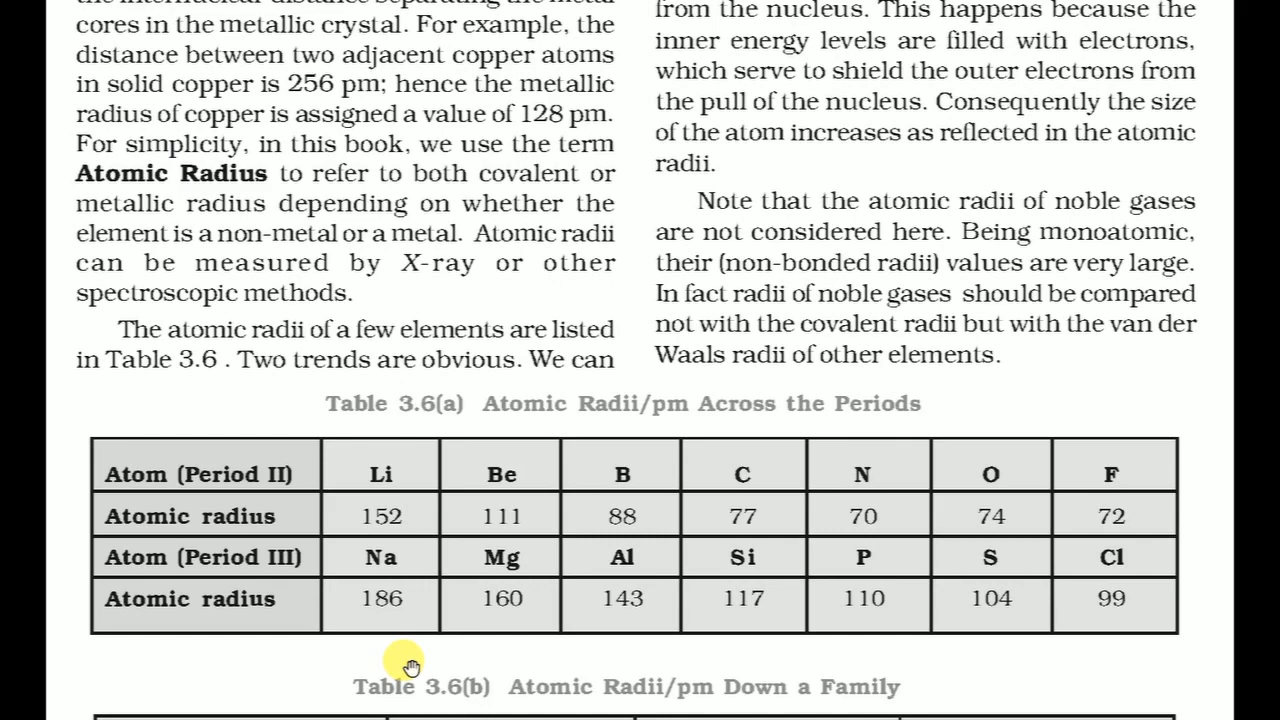 the internuclear distance separating the metal
cores in the metallic crystal. For example, the
distance between two adjacent copper atoms
in solid copper is 256 pm; hence the metallic
radius of copper is assigned a value of 128 pm.
For simplicity, in this book, we use the term
Atomic Radius to refer to both covalent or
metallic radius depending on whether the
element is a non-metal or a metal. Atomic radii
can be measured by X-ray or other
spectroscopic methods.
The atomic radii of a few elements are listed
in Table 3.6 . Two trends are obvious. We can
from the nucleus. This happens because the
inner energy levels are filled with electrons,
which serve to shield the outer electrons from
the pull of the nucleus. Consequently the size
of the atom increases as reflected in the atomic
radii.
Note that the atomic radii of noble gases
are not considered here. Being monoatomic,
their (non-bonded radii) values are very large.
In fact radii of noble gases should be compared
not with the covalent radii but with the van der
Waals radii of other elements.
Table 3.6(a) Atomic Radii/pm Across the Periods
Atom (Period II) Li Be B C N O F
Atomic radius 152 111 88 77 70 74 72
Atom (Period III) Na Mg Al Si P S Cl
Atomic radius 186 160 143 117 110 104 99
Table 3.6(b) Atomic Radii/pm Down a Family